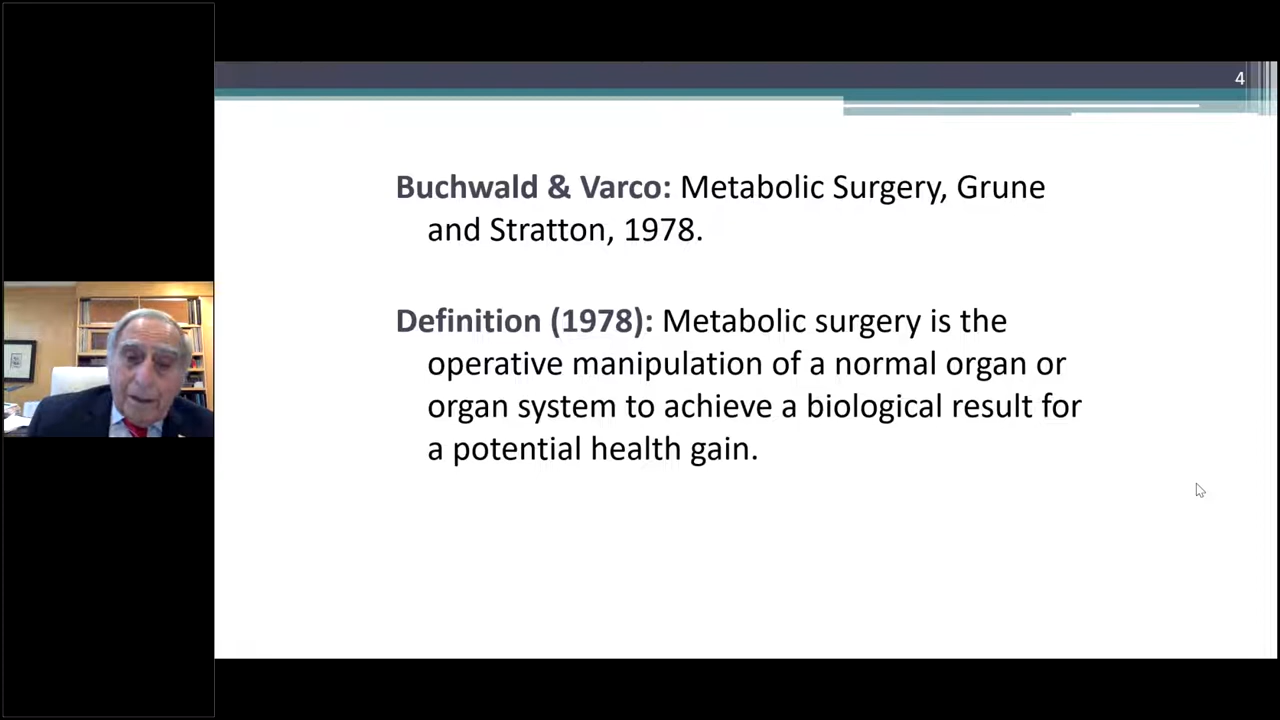 4
Buchwald & Varco: Metabolic Surgery, Grune
and Stratton, 1978.
Definition (1978): Metabolic surgery is the
operative manipulation of a normal organ or
organ system to achieve a biological result for
a potential health gain.